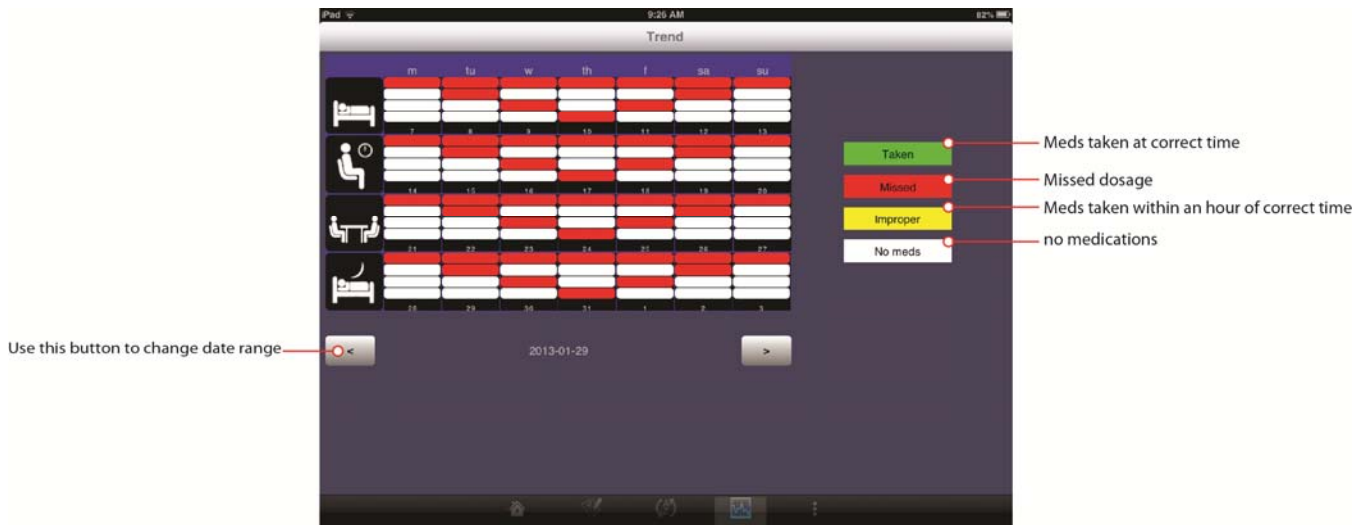 iPad 9:26 AM 82%
Trend
m tu w th f sa su
7 8 9 10 11 12 13
14 15 16 17 18 19 20
21 22 23 24 25 26 27
28 29 30 31 1 2 3
Taken Meds taken at correct time
Missed Missed dosage
Improper Meds taken within an hour of correct time
No meds no medications
Use this button to change date range < 2013-01-29 >